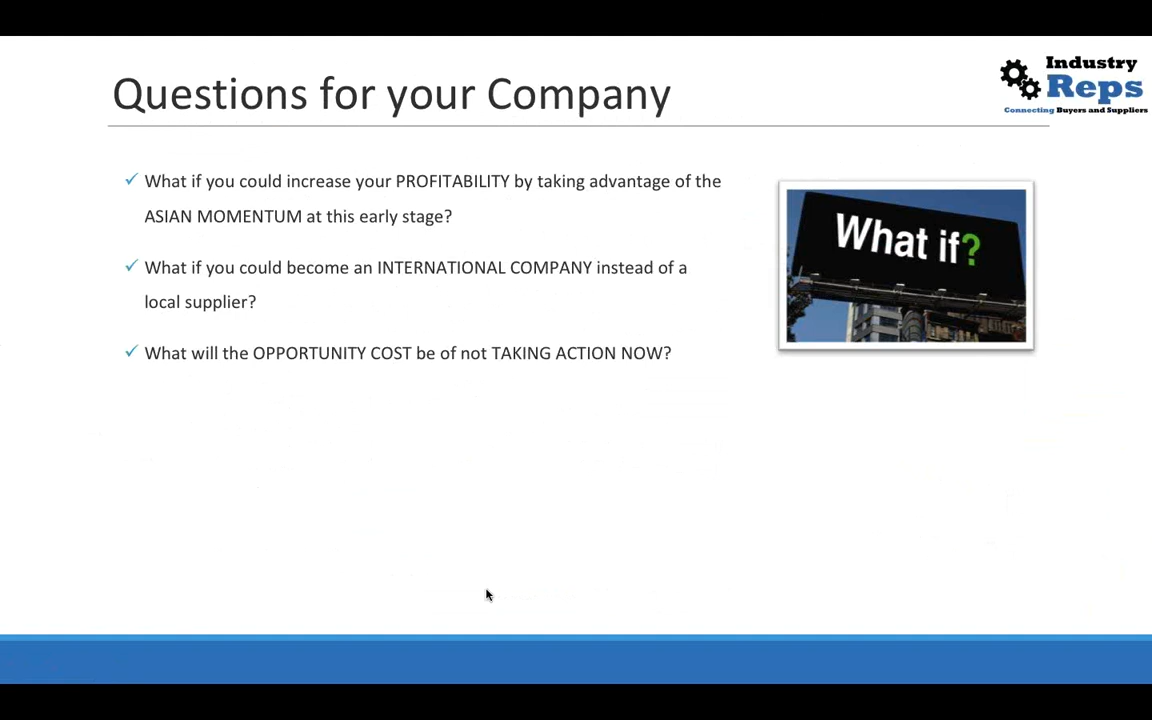 Questions for your Company
Industry
Reps
Connecting Buyers and Suppliers
What if you could increase your PROFITABILITY by taking advantage of the
ASIAN MOMENTUM at this early stage?
What if you could become an INTERNATIONAL COMPANY instead of a
local supplier?
What will the OPPORTUNITY COST be of not TAKING ACTION NOW?
What if?